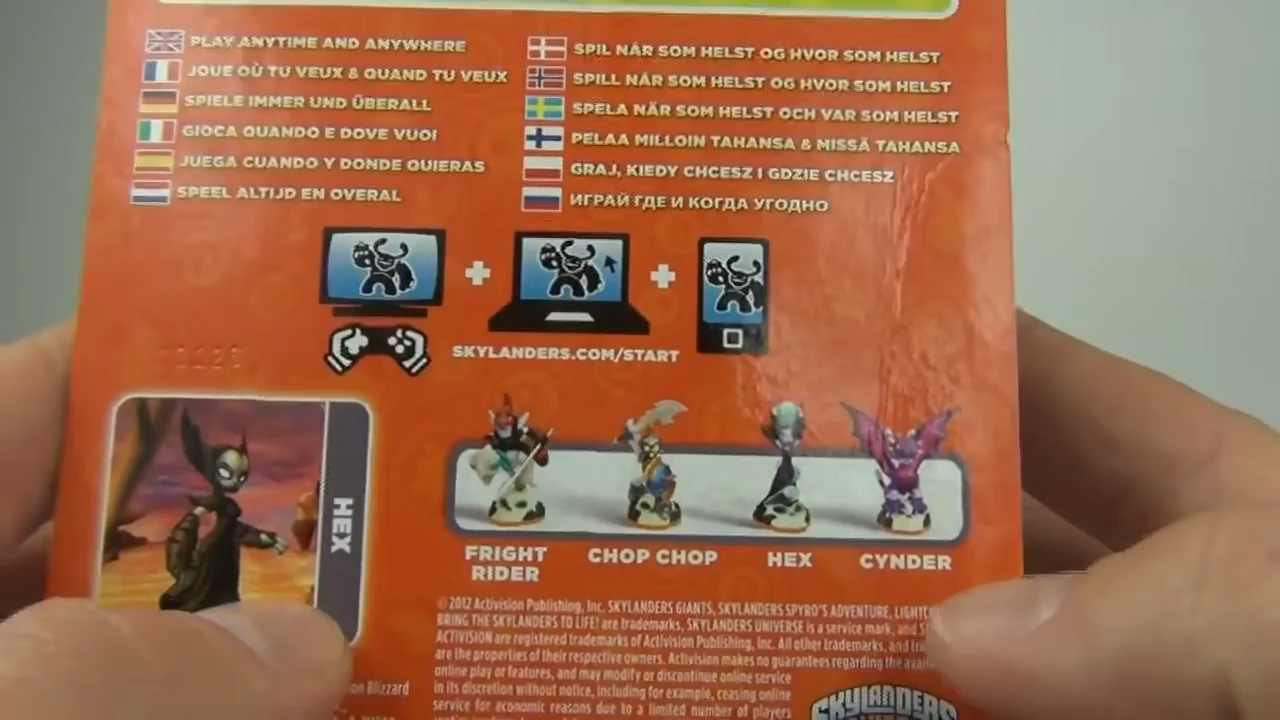 PLAY ANYTIME AND ANYWHERE
JOUE OÙ TU VEUX & QUAND TU VEUX
SPIELE IMMER UND ÜBERALL
GIOCA QUANDO E DOVE VUOI
JUEGA CUANDO Y DONDE QUIERAS
SPEEL ALTIJD EN OVERAL
SPIL NÅR SOM HELST OG HVOR SOM HELST
SPILL NÅR SOM HELST OG HVOR SOM HELST
SPELA NÄR SOM HELST OCH VAR SOM HELST
PELAA MILLOIN TAHANSA & MISSÄ TAHANSA
GRAJ, KIEDY CHCESZ I GDZIE CHCESZ
ИГРАЙ ГДЕ И КОГДА УГОДНО
SKYLANDERS.COM/START
HEX
FRIGHT
RIDER
CHOP CHOP
HEX
CYNDER
© 2012 Activision Publishing, Inc. SKYLANDERS GIANTS, SKYLANDERS SPYRO'S ADVENTURE,
BRING THE SKYLANDERS TO LIFE! are trademarks, SKYLANDERS UNIVERSE is a service mark, and
ACTIVISION are registered trademarks of Activision Publishing, Inc. All other trademarks, and
are the properties of their respective owners. Activision makes no guarantees regarding the
online play or features, and may modify or discontinue online service
in its discretion without notice, including for example, ceasing online
service for economic reasons due to a limited number of players
Blizzard
SKYLANDERS